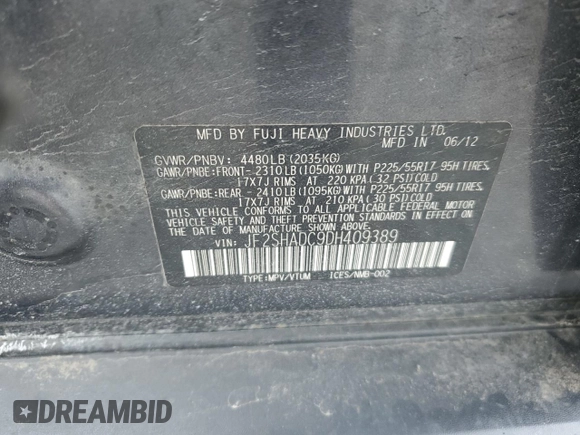 MFD BY FUJI HEAVY INDUSTRIES LTD.
MFD IN 06/12
GVWR/PNBV: 4480LB(2035KG)
GAWR/PNBE:FRONT-2310LB(1050KG)WITH P225/55R17 95H TIRES,
17X7J RIMS AT 220 KPA(32 PSI)COLD
GAWR/PNBE:REAR -2410LB(1095KG)WITH P225/55R17 95H TIRES,
17X7J RIMS AT 210 KPA(30 PSI)COLD
THIS VEHICLE CONFORMS TO ALL APPLICABLE FEDERAL MOTOR
VEHICLE SAFETY STANDARDS IN EFFECT ON THE DATE OF
MANUFACTURE SHOWN ABOVE.
VIN: JF2SHADC9DH409389
TYPE:MPV/VTUM ICES/NMB-002
DREAMBID DREAMBID